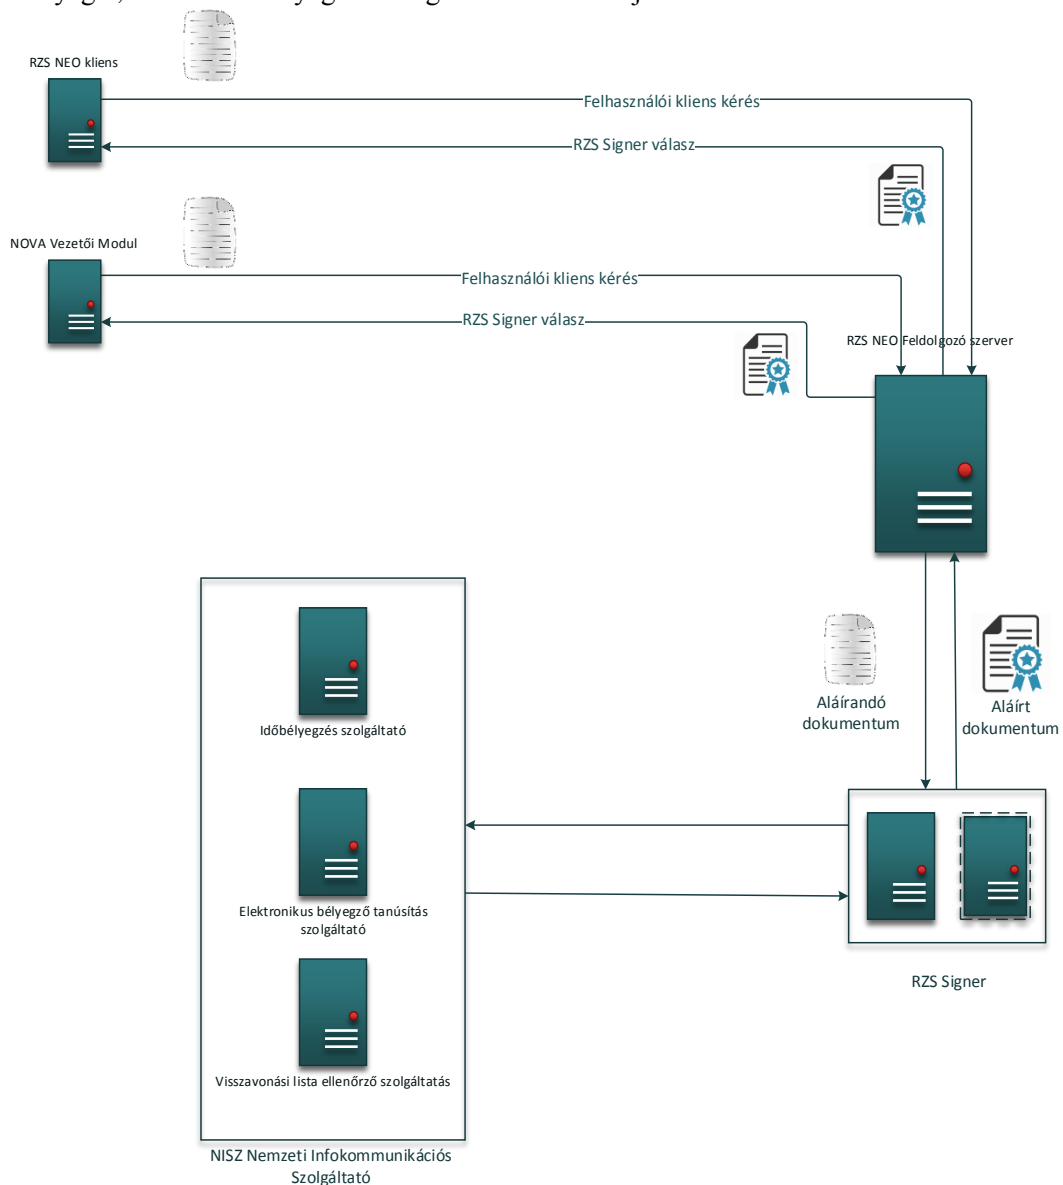 RZS NEO kliens
Felhasználói kliens kérés
RZS Signer válasz
NOVA Vezetői Modul
Felhasználói kliens kérés
RZS Signer válasz
RZS NEO Feldolgozó szerver
Aláírandó
dokumentum
Aláírt
dokumentum
Időbélyegzés szolgáltató
Elektronikus bélyegző tanúsítás
szolgáltató
Visszavonási lista ellenőrző szolgáltatás
RZS Signer
NISZ Nemzeti Infokommunikációs
Szolgáltató